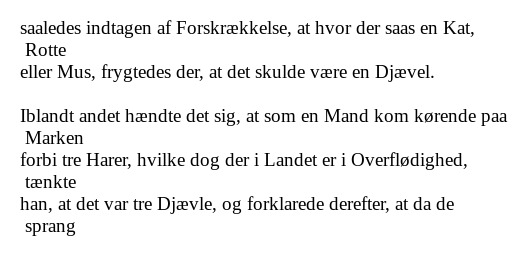 saaledes indtagen af Forskrækkelse, at hvor der saas en Kat,
Rotte
eller Mus, frygtedes der, at det skulde være en Djævel.
Iblandt andet hændte det sig, at som en Mand kom kørende paa
Marken
forbi tre Harer, hvilke dog der i Landet er i Overflødighed,
tænkte
han, at det var tre Djævle, og forklarede derefter, at da de
sprang